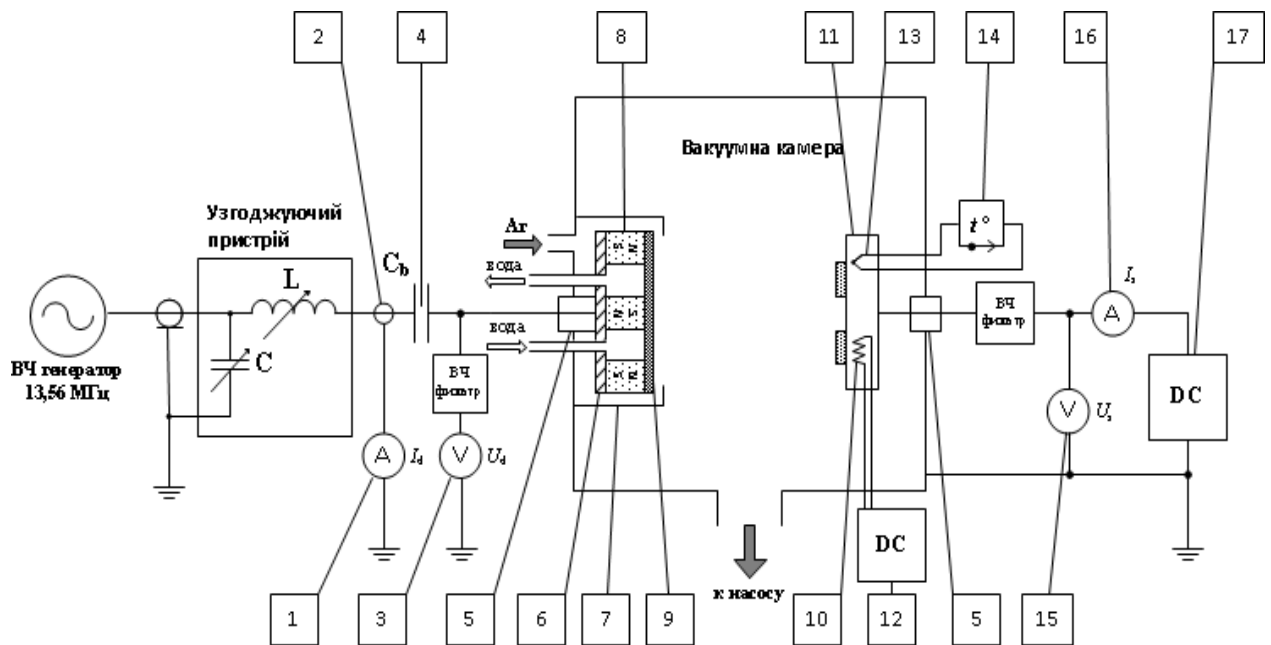 2
4
8
11
13
14
16
17
Вакуумна камера
Узгоджуючий
пристрій
Ar
вода
вода
C_b
L
C
ВЧ генератор
13,56 МГц
ВЧ
фильтр
A
I_d
V
U_d
S
N
N
S
S
N
t°
ВЧ
фильтр
A
I_s
V
U_s
DC
DC
к насосу
1
3
5
6
7
9
10
12
5
15